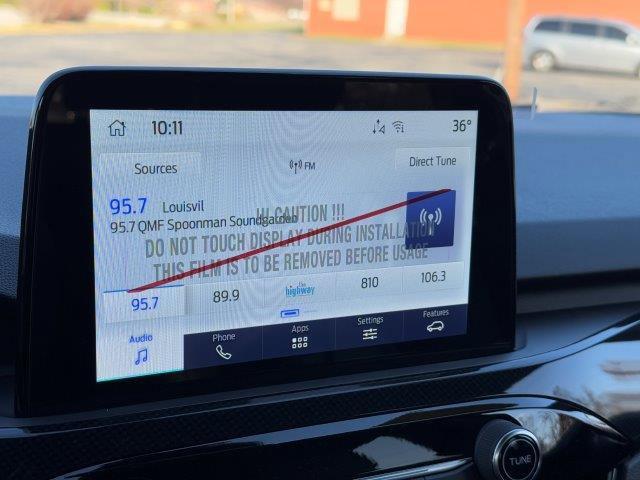 10:11
36°
Sources
FM
Direct Tune
95.7 Louisvil
95.7 QMF Spoonman Soundgarden
!!! CAUTION !!!
DO NOT TOUCH DISPLAY DURING INSTALLATION
THIS FILM IS TO BE REMOVED BEFORE USAGE
95.7
89.9
the highway
810
106.3
Audio
Phone
Apps
Settings
Features
TUNE